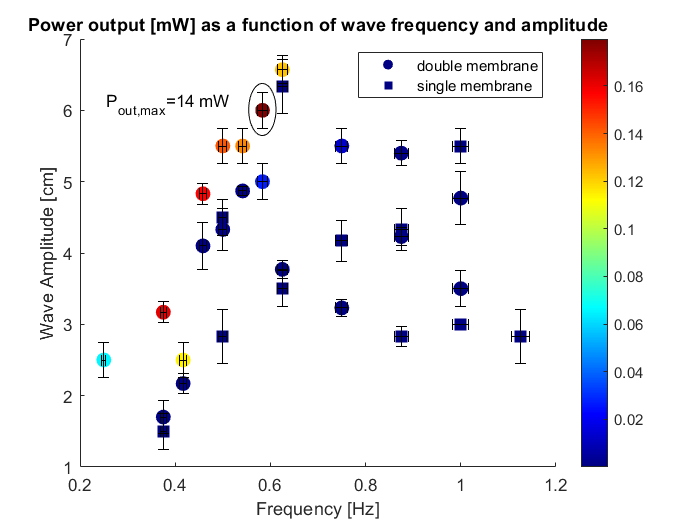 Power output [mW] as a function of wave frequency and amplitude
7
6
5
4
3
2
1
Wave Amplitude [cm]
P_out,max=14 mW
double membrane
single membrane
0.16
0.14
0.12
0.1
0.08
0.06
0.04
0.02
0.2 0.4 0.6 0.8 1 1.2
Frequency [Hz]